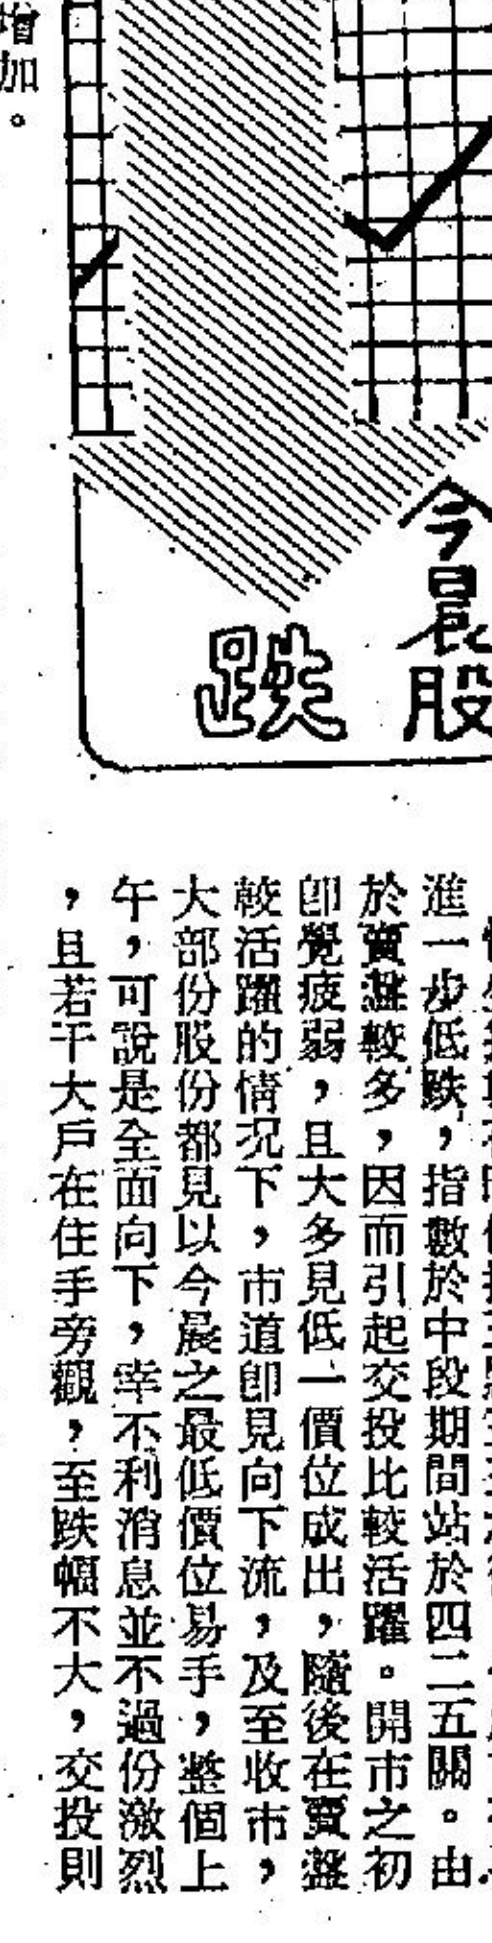 今晨股
跌
進一步低跌，指數於中段期間站於四二五關。由
於賣盤較多，因而引起交投比較活躍。開市之初
即覺疲弱，且大多見低一價位成出，隨後在賣盤
較活躍的情況下，市道即見向下流，及至收市，
大部份股份都見以今晨之最低價位易手，整個上
午，可說是全面向下，幸不利消息並不過份激烈
，且若干大戶在住手旁觀，至跌幅不大，交投則
增加。